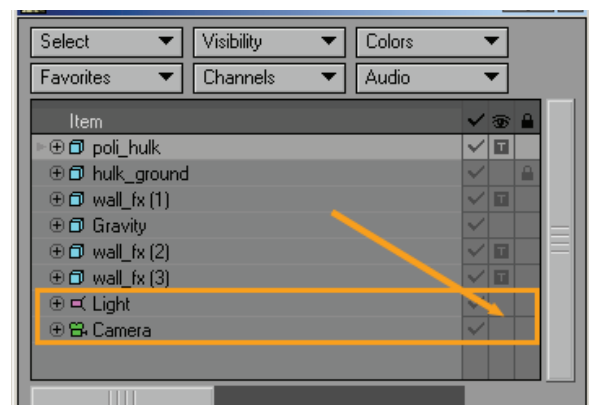 Select Visibility Colors
Favorites Channels Audio
Item
poli_hulk T
hulk_ground
wall_fx (1) T
Gravity
wall_fx (2) T
wall_fx (3) T
Light
Camera